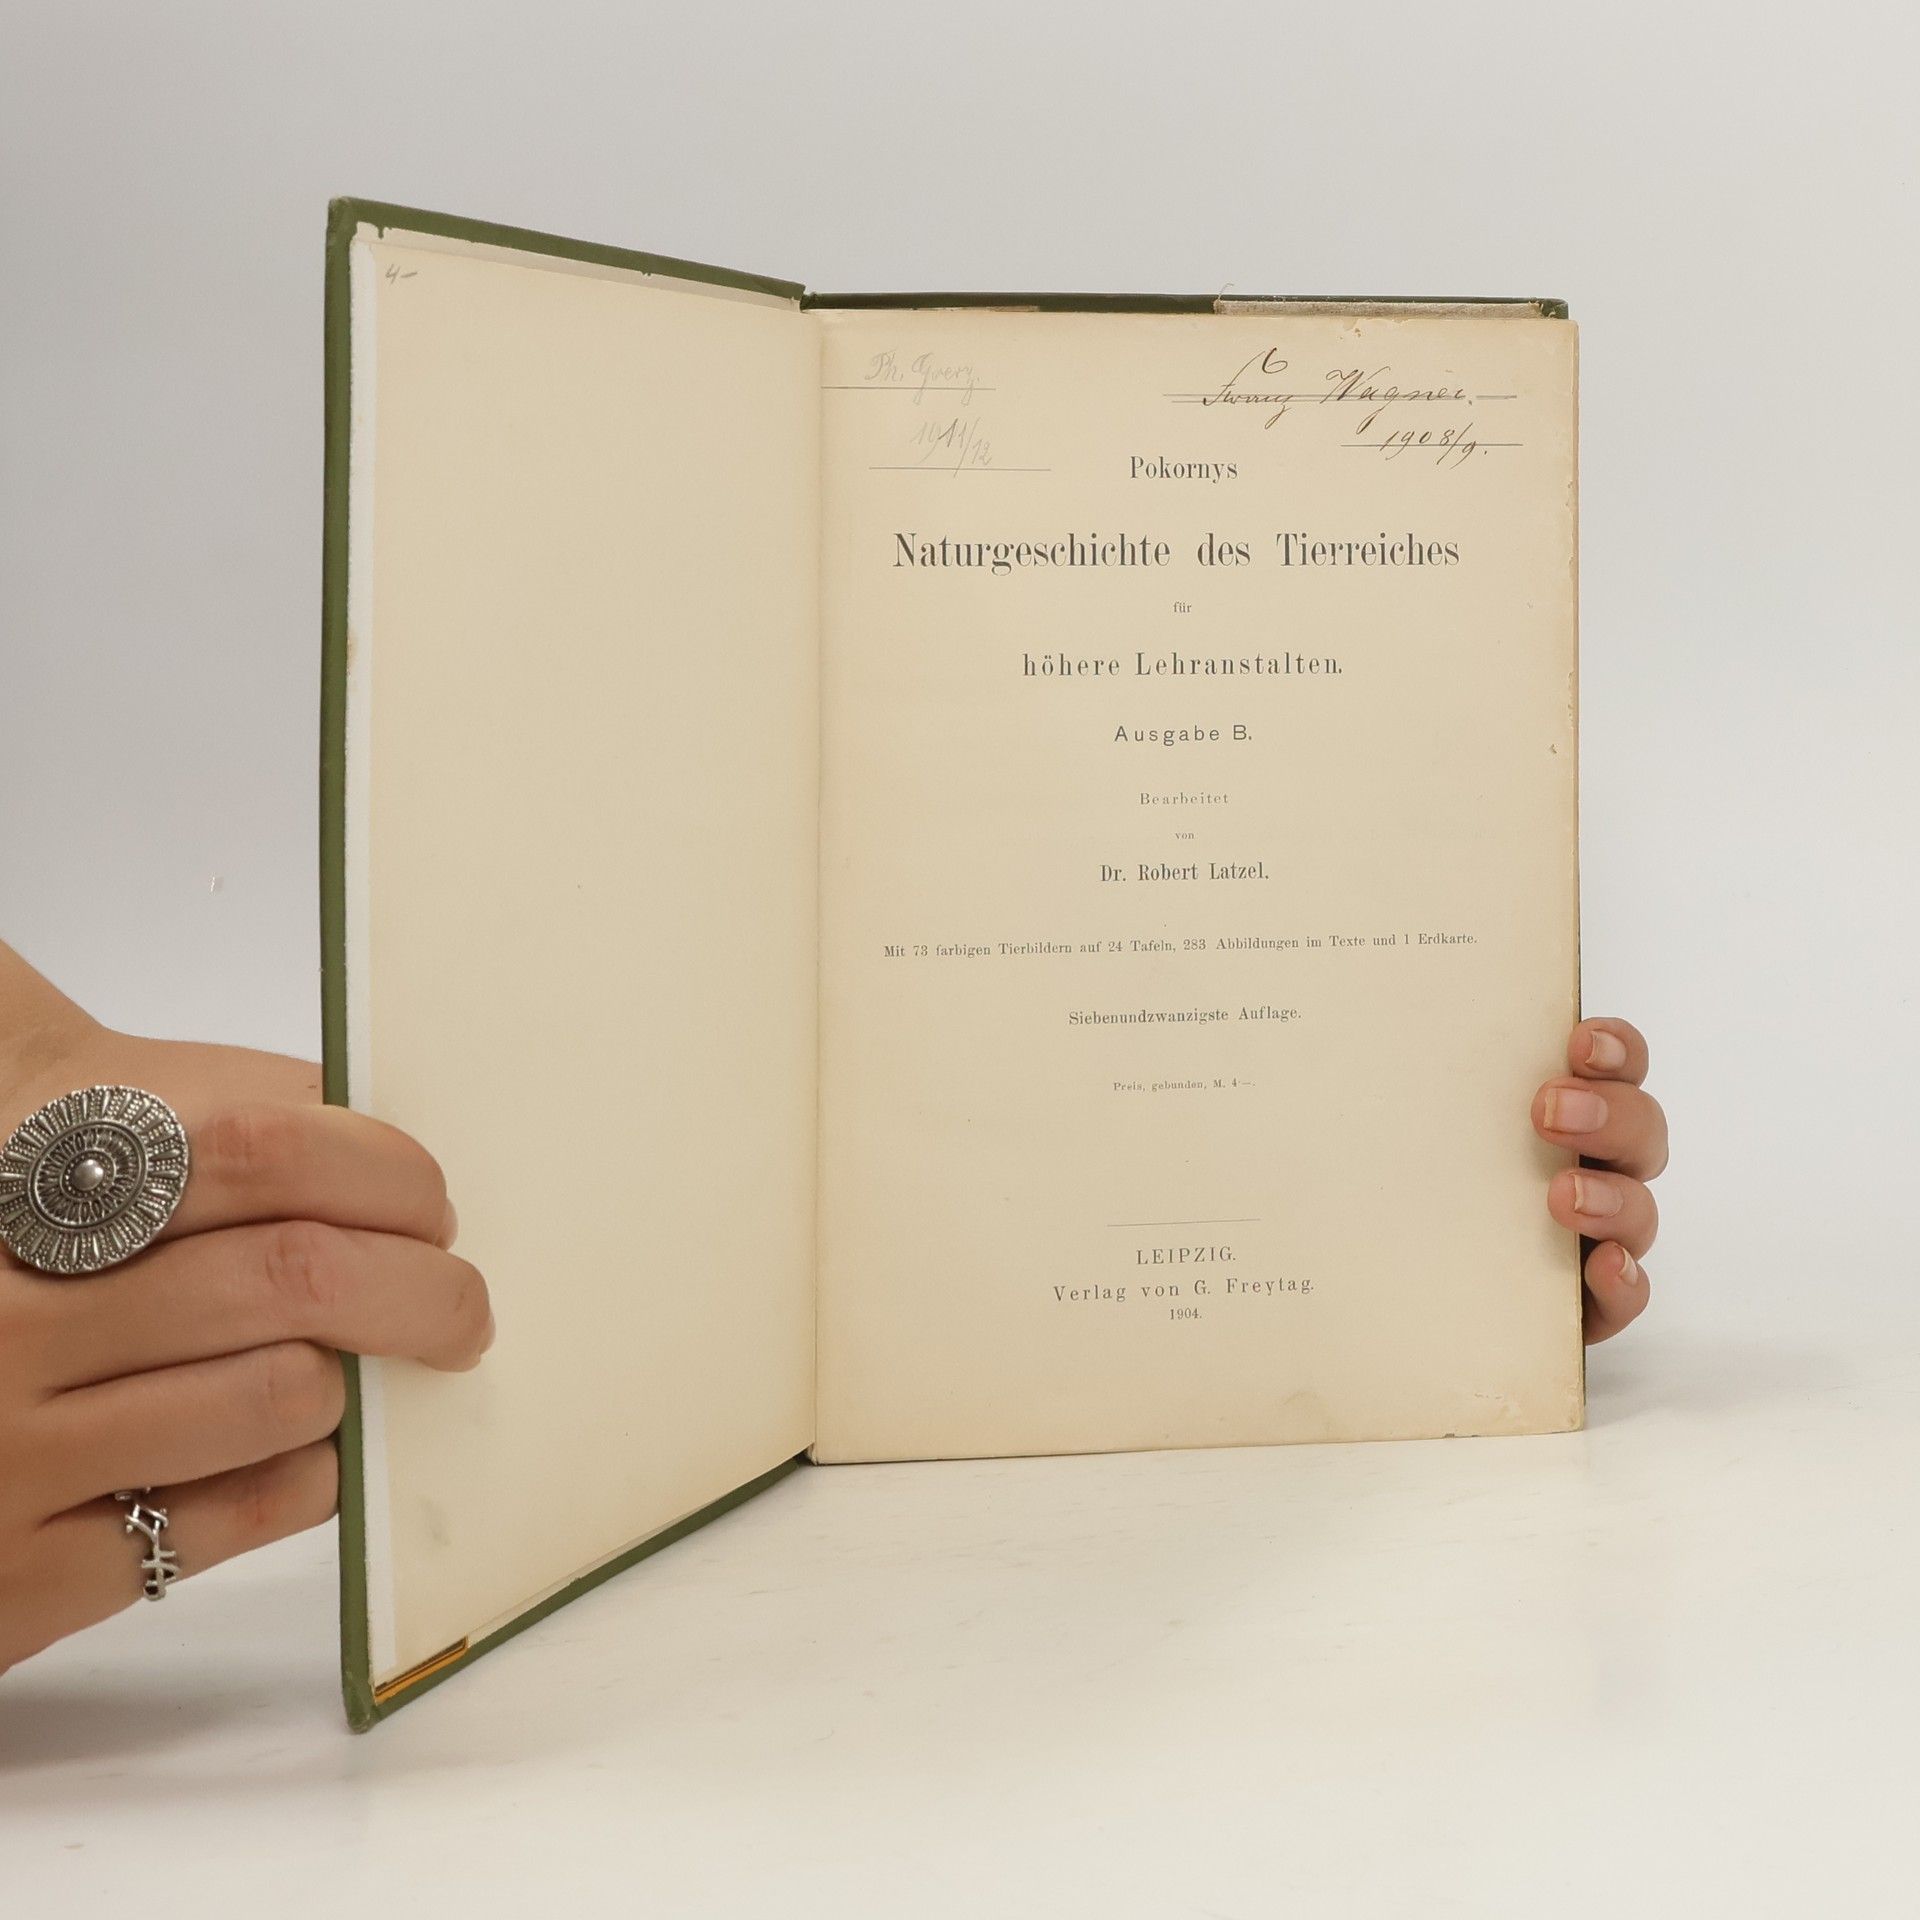 4–
Ph. Goerz.
1911/12
6
Franz Wagner.
1908/9.
Pokornys
Naturgeschichte des Tierreiches
für
höhere Lehranstalten.
Ausgabe B.
Bearbeitet
von
Dr. Robert Latzel.
Mit 73 farbigen Tierbildern auf 24 Tafeln, 283 Abbildungen im Texte und 1 Erdkarte.
Siebenundzwanzigste Auflage.
Preis, gebunden, M. 4·—.
LEIPZIG.
Verlag von G. Freytag.
1904.